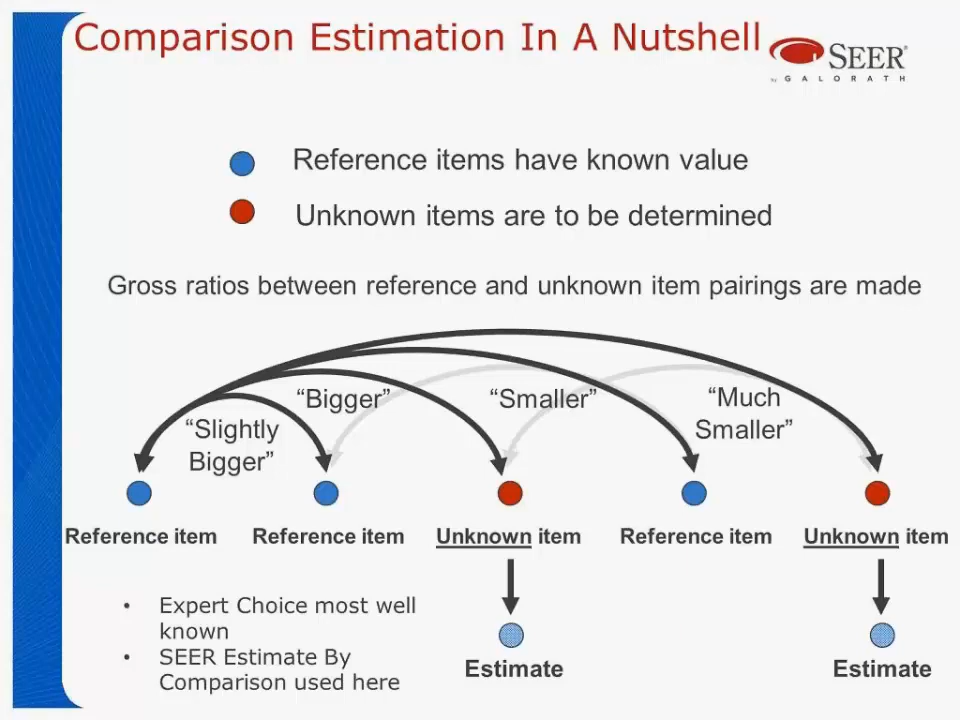 Comparison Estimation In A Nutshell
SEER®
by GALORATH
Reference items have known value
Unknown items are to be determined
Gross ratios between reference and unknown item pairings are made
“Slightly
Bigger”
“Bigger”
“Smaller”
“Much
Smaller”
Reference item
Reference item
Unknown item
Reference item
Unknown item
• Expert Choice most well
known
• SEER Estimate By
Comparison used here
Estimate
Estimate